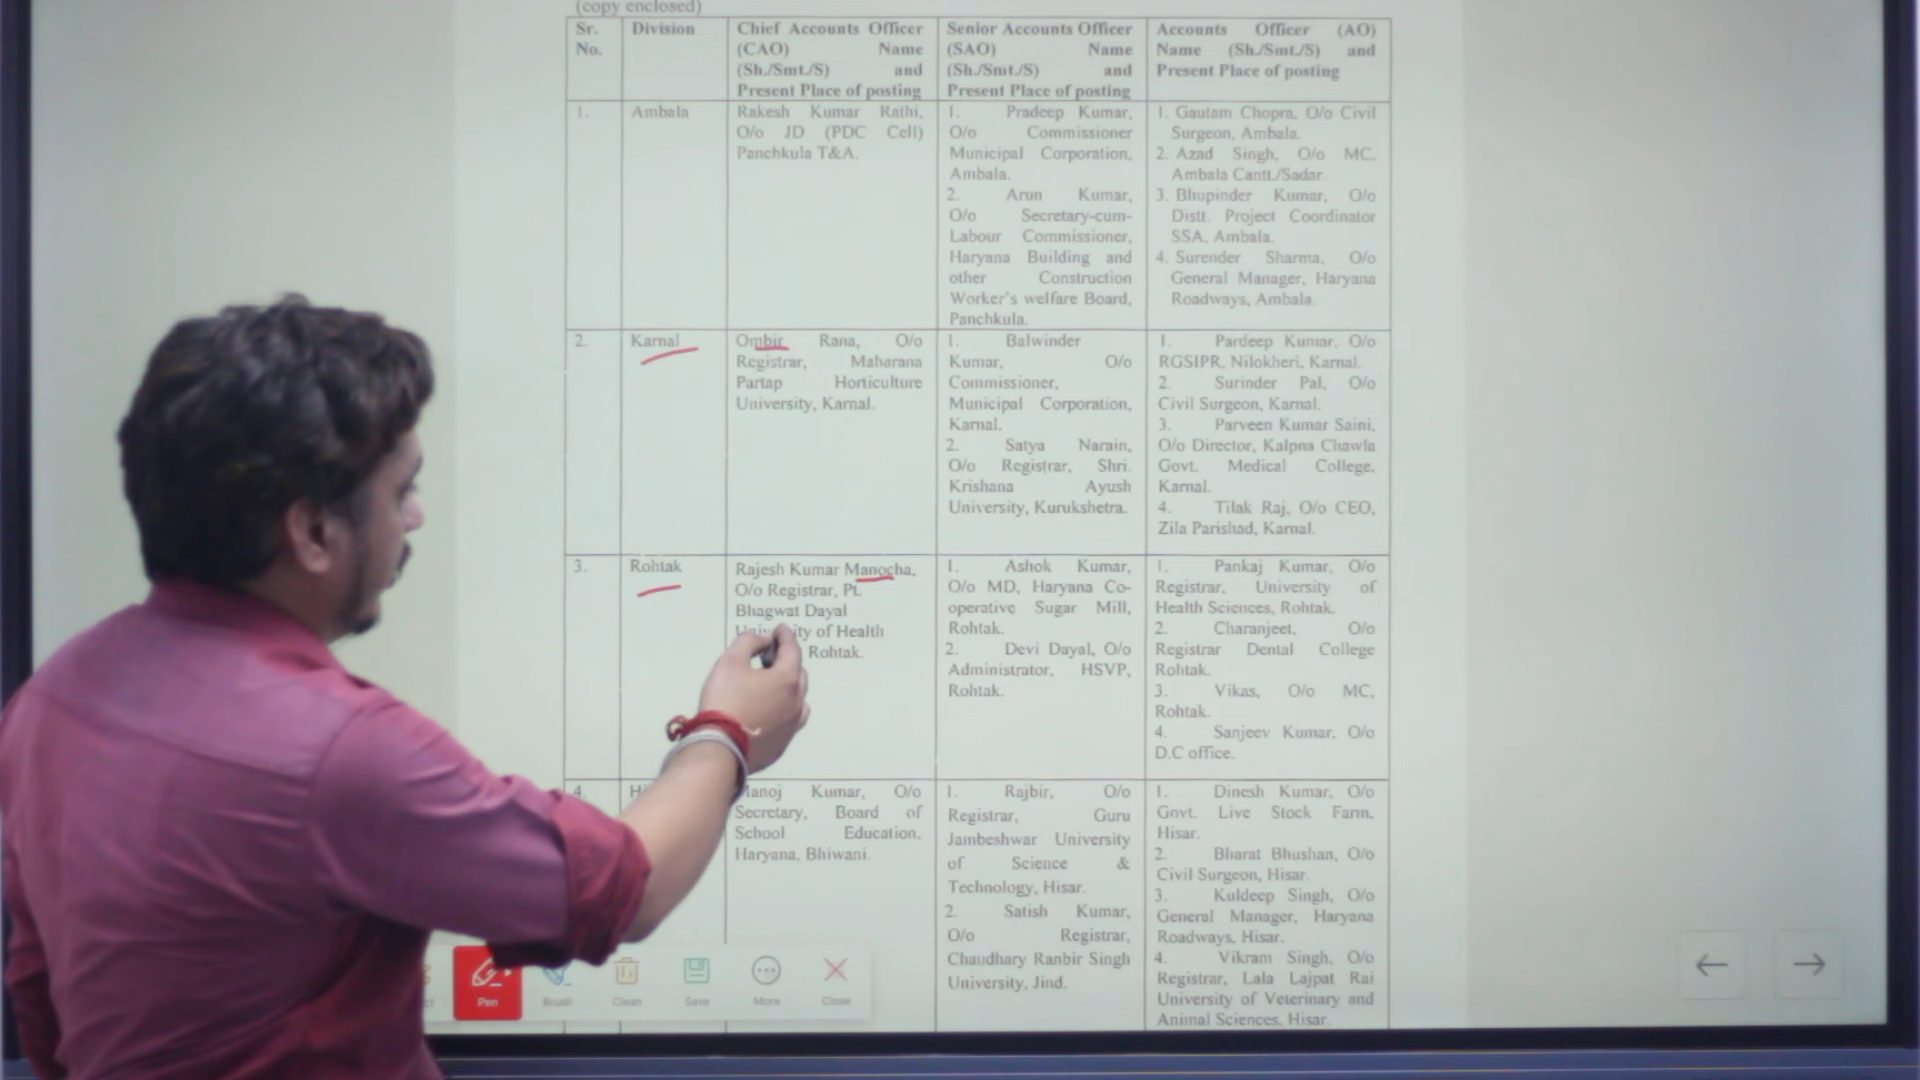 (copy enclosed)
Sr.
No.
Division
Chief Accounts Officer
(CAO) Name
(Sh./Smt./S) and
Present Place of posting
Senior Accounts Officer
(SAO) Name
(Sh./Smt./S) and
Present Place of posting
Accounts Officer (AO)
Name (Sh./Smt./S) and
Present Place of posting
1.
Ambala
Rakesh Kumar Rathi,
O/o JD (PDC Cell)
Panchkula T&A.
1. Pradeep Kumar,
O/o Commissioner
Municipal Corporation,
Ambala.
2. Arun Kumar,
O/o Secretary-cum-
Labour Commissioner,
Haryana Building and
other Construction
Worker's welfare Board,
Panchkula.
1. Gautam Chopra, O/o Civil
Surgeon, Ambala.
2. Azad Singh, O/o MC,
Ambala Cantt./Sadar.
3. Bhupinder Kumar, O/o
Distt. Project Coordinator
SSA, Ambala.
4. Surender Sharma, O/o
General Manager, Haryana
Roadways, Ambala.
2.
Karnal
Ombir Rana, O/o
Registrar, Maharana
Partap Horticulture
University, Karnal.
1. Balwinder
Kumar, O/o
Commissioner,
Municipal Corporation,
Karnal.
2. Satya Narain,
O/o Registrar, Shri.
Krishana Ayush
University, Kurukshetra.
1. Pardeep Kumar, O/o
RGSIPR, Nilokheri, Karnal.
2. Surinder Pal, O/o
Civil Surgeon, Karnal.
3. Parveen Kumar Saini,
O/o Director, Kalpna Chawla
Govt. Medical College,
Karnal.
4. Tilak Raj, O/o CEO,
Zila Parishad, Karnal.
3.
Rohtak
Rajesh Kumar Manocha,
O/o Registrar, Pt.
Bhagwat Dayal
of Health
Rohtak.
1. Ashok Kumar,
O/o MD, Haryana Co-
operative Sugar Mill,
Rohtak.
2. Devi Dayal, O/o
Administrator, HSVP,
Rohtak.
1. Pankaj Kumar, O/o
Registrar, University of
Health Sciences, Rohtak.
2. Charanjeet, O/o
Registrar Dental College
Rohtak.
3. Vikas, O/o MC,
Rohtak.
4. Sanjeev Kumar, O/o
D.C office.
4.
Manoj Kumar, O/o
Secretary, Board of
School Education,
Haryana, Bhiwani.
1. Rajbir, O/o
Registrar, Guru
Jambeshwar University
of Science &
Technology, Hisar.
2. Satish Kumar,
O/o Registrar,
Chaudhary Ranbir Singh
University, Jind.
1. Dinesh Kumar, O/o
Govt. Live Stock Farm,
Hisar.
2. Bharat Bhushan, O/o
Civil Surgeon, Hisar.
3. Kuldeep Singh, O/o
General Manager, Haryana
Roadways, Hisar.
4. Vikram Singh, O/o
Registrar, Lala Lajpat Rai
University of Veterinary and
Animal Sciences, Hisar
Pen
Brush
Clean
Save
More
Close